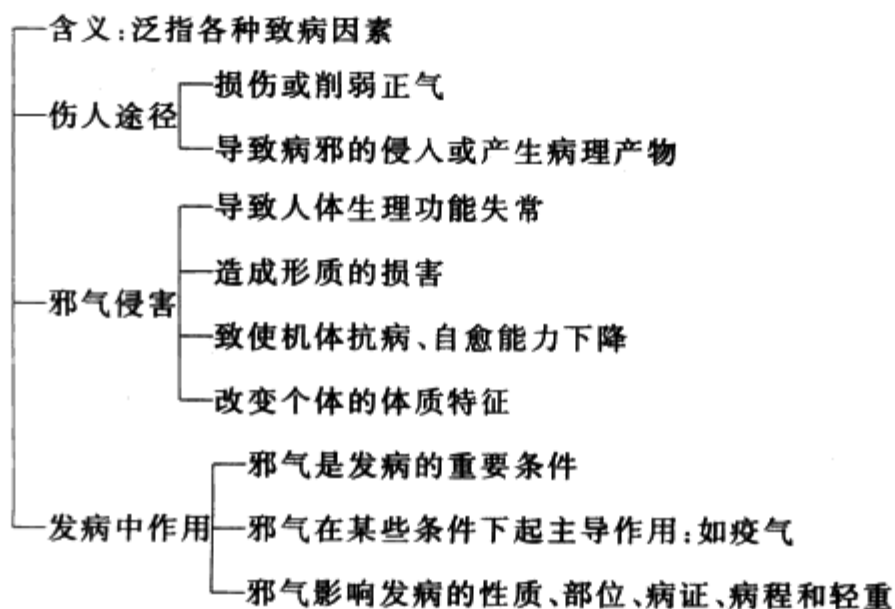 含义:泛指各种致病因素
损伤或削弱正气
伤人途径
导致病邪的侵人或产生病理产物
导致人体生理功能失常
造成形质的损害
邪气侵害
致使机体抗病、自愈能力下降
改变个体的体质特征
邪气是发病的重要条件
发病中作用
邪气在某些条件下起主导作用:如疫气
邪气影响发病的性质、部位、病证、病程和轻重